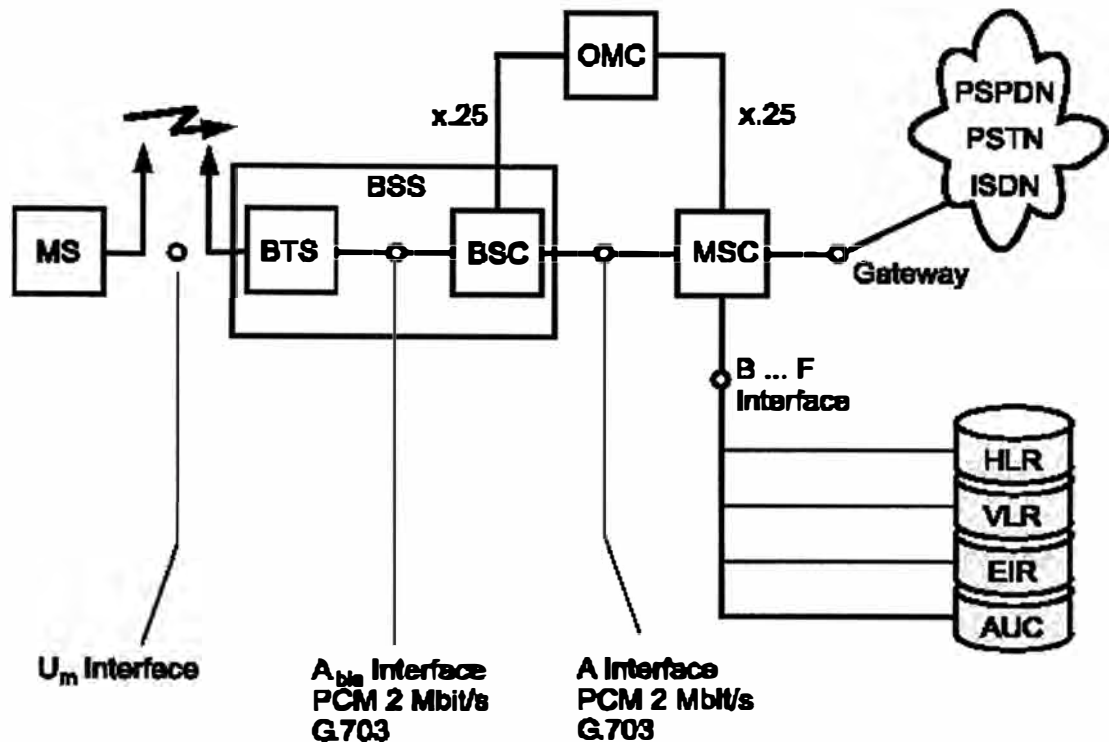 OMC
PSPDN
PSTN
ISDN
x.25
x.25
BSS
MS
BTS
BSC
MSC
Gateway
B ... F
Interface
HLR
VLR
EIR
AUC
Um Interface
Abis Interface
PCM 2 Mbit/s
G.703
A Interface
PCM 2 Mbit/s
G.703